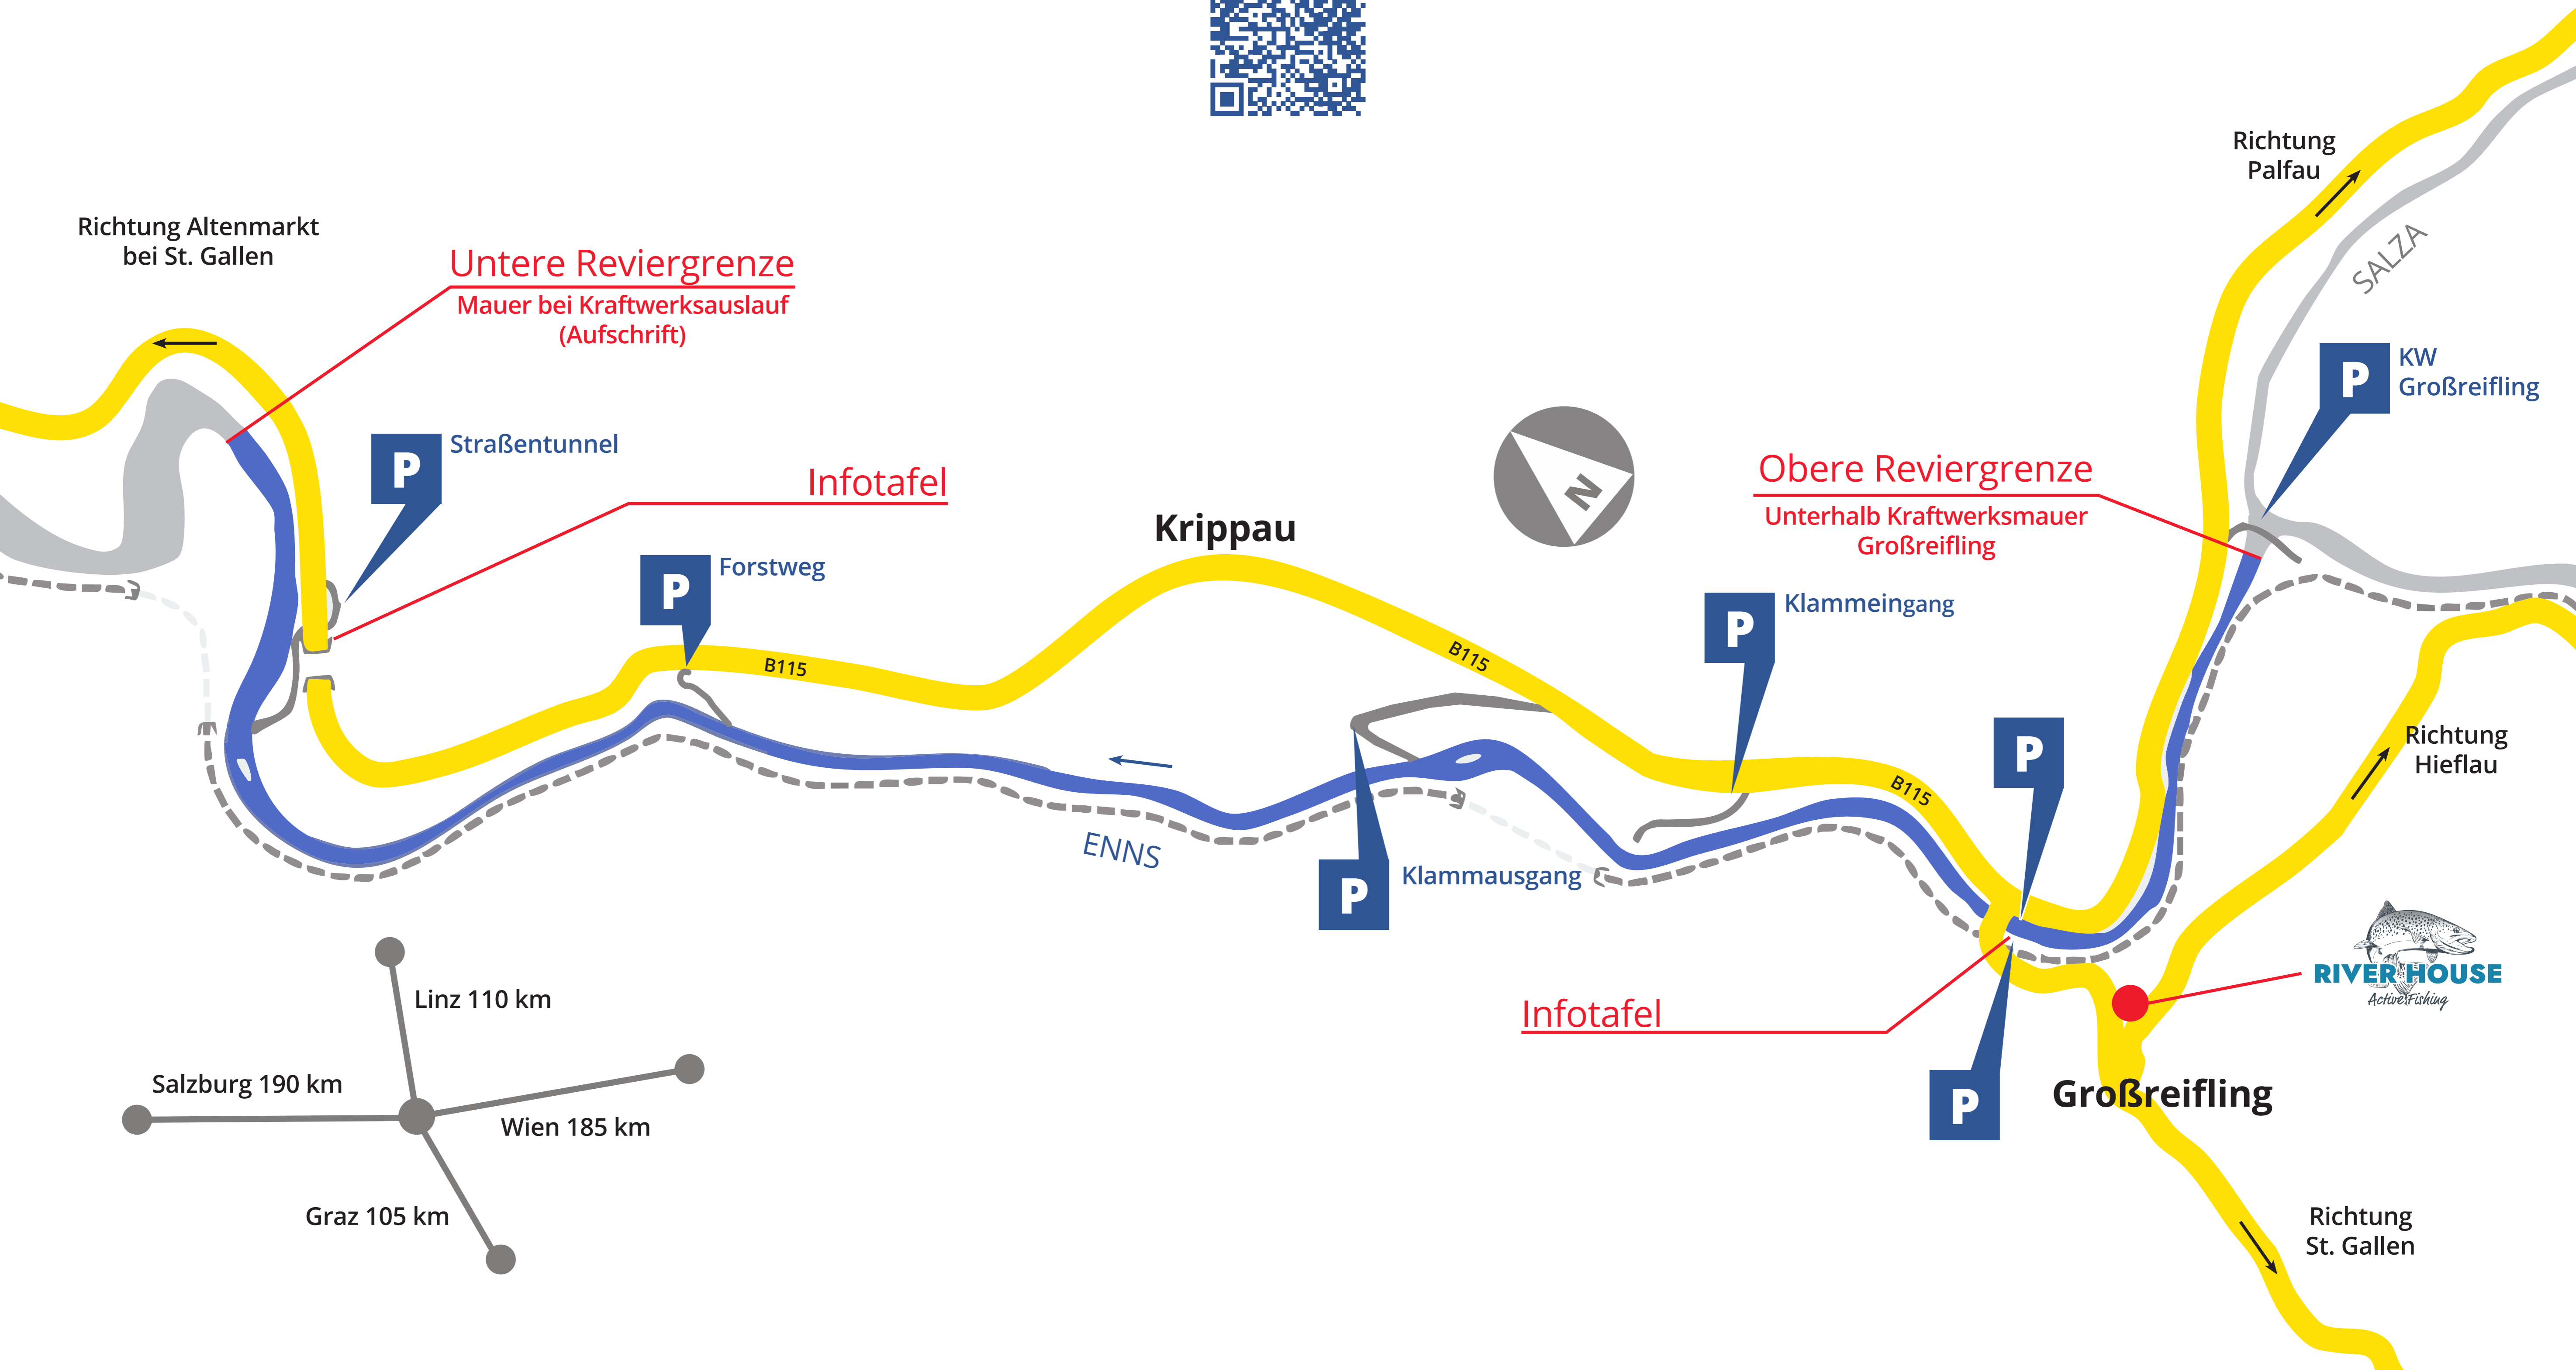 Richtung
Palfau
SALZA
Richtung Altenmarkt
bei St. Gallen
Untere Reviergrenze
Mauer bei Kraftwerksauslauf
(Aufschrift)
P
Straßentunnel
Infotafel
P
Forstweg
B115
Krippau
N
B115
Obere Reviergrenze
Unterhalb Kraftwerksmauer
Großreifling
P
KW
Großreifling
P
Klammeingang
B115
P
Richtung
Hieflau
ENNS
P
Klammausgang
RIVER HOUSE
Active Fishing
Infotafel
P
Großreifling
Linz 110 km
Salzburg 190 km
Wien 185 km
Graz 105 km
Richtung
St. Gallen